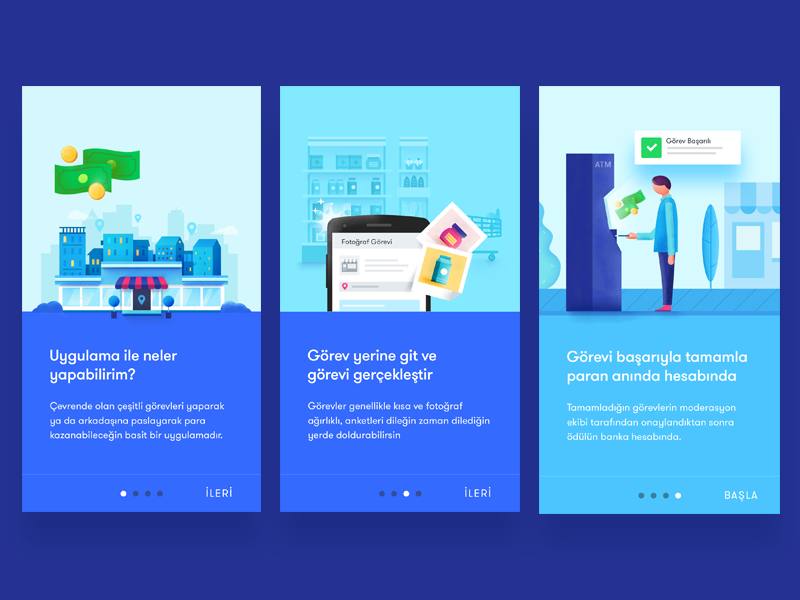 Uygulama ile neler
yapabilirim?
Çevrende olan çeşitli görevleri yaparak
ya da arkadaşına paslayarak para
kazanabileceğin basit bir uygulamadır.
İLERİ
Fotoğraf Görevi
Görev yerine git ve
görevi gerçekleştir
Görevler genellikle kısa ve fotoğraf
ağırlıklı, anketleri dileğin zaman dilediğin
yerde doldurabilirsin
İLERİ
Görev Başarılı
ATM
Görevi başarıyla tamamla
paran anında hesabında
Tamamladığın görevlerin moderasyon
ekibi tarafından onaylandıktan sonra
ödülün banka hesabında.
BAŞLA